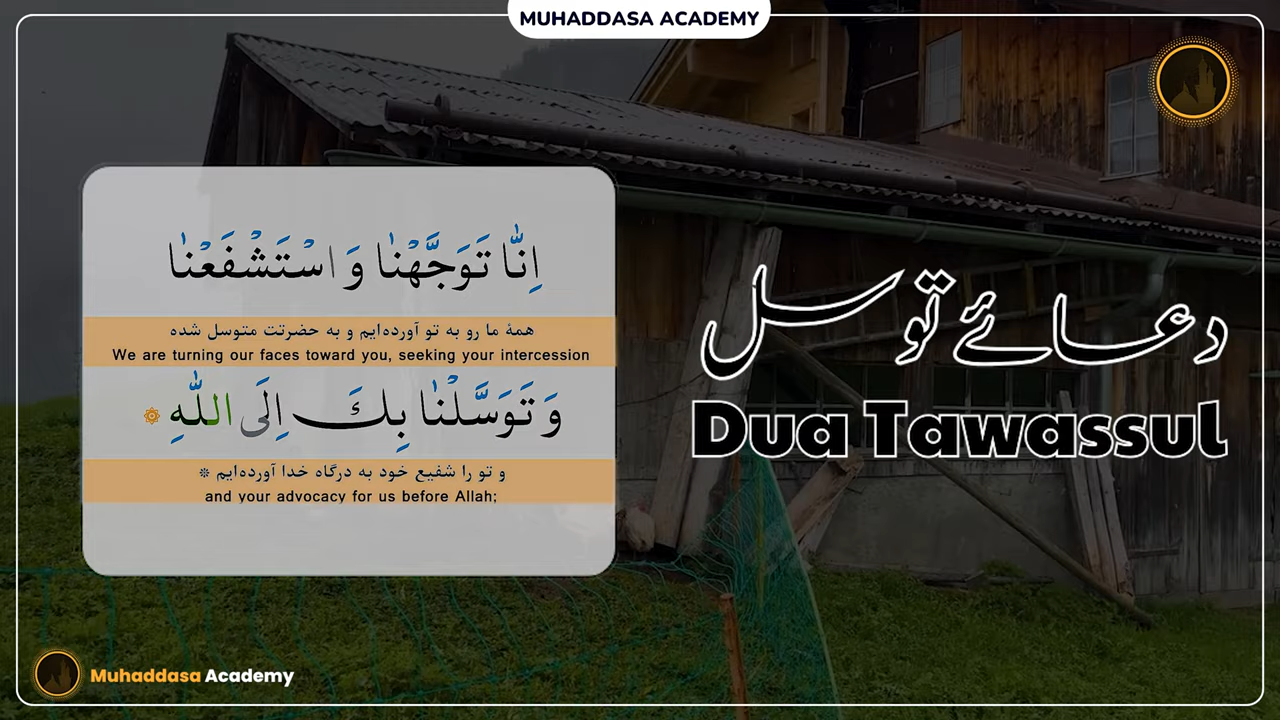 MUHADDASA ACADEMY
اِنّٰا تَوَجَّهْنٰا وَ اسْتَشْفَعْنٰا
همهٔ ما رو به تو آورده‌ایم و به حضرتت متوسل شده
We are turning our faces toward you, seeking your intercession
وَ تَوَسَّلْنٰا بِكَ اِلَى اللّٰهِ ۞
و تو را شفیع خود به درگاه خدا آورده‌ایم ※
and your advocacy for us before Allah;
دعائے توسل
Dua Tawassul
Muhaddasa Academy